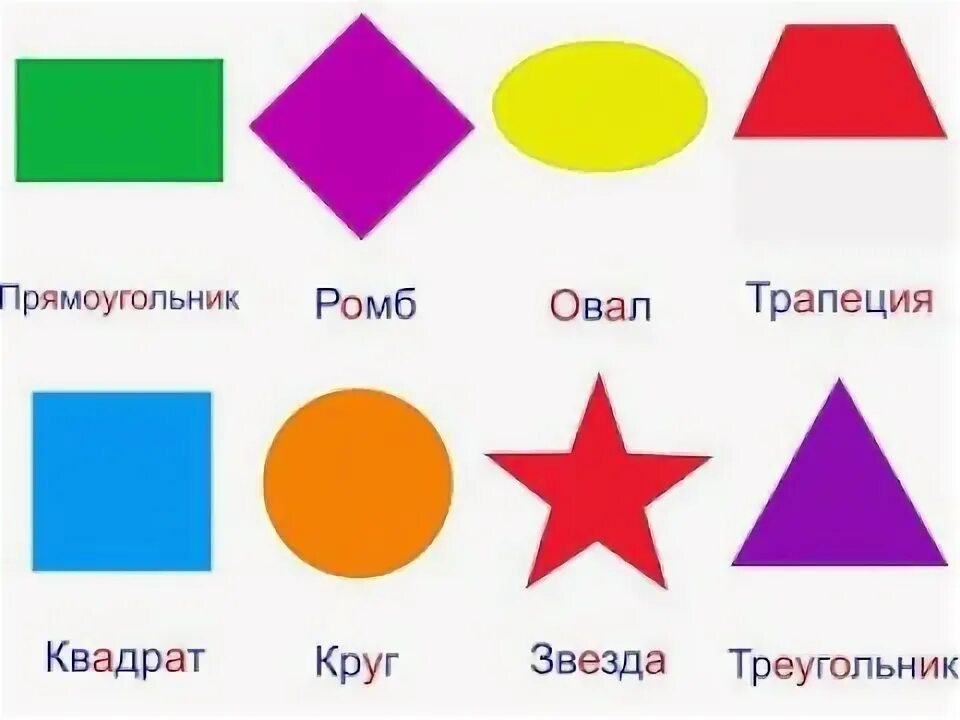 Прямоугольник Ромб Овал Трапеция
Квадрат Круг Звезда Треугольник